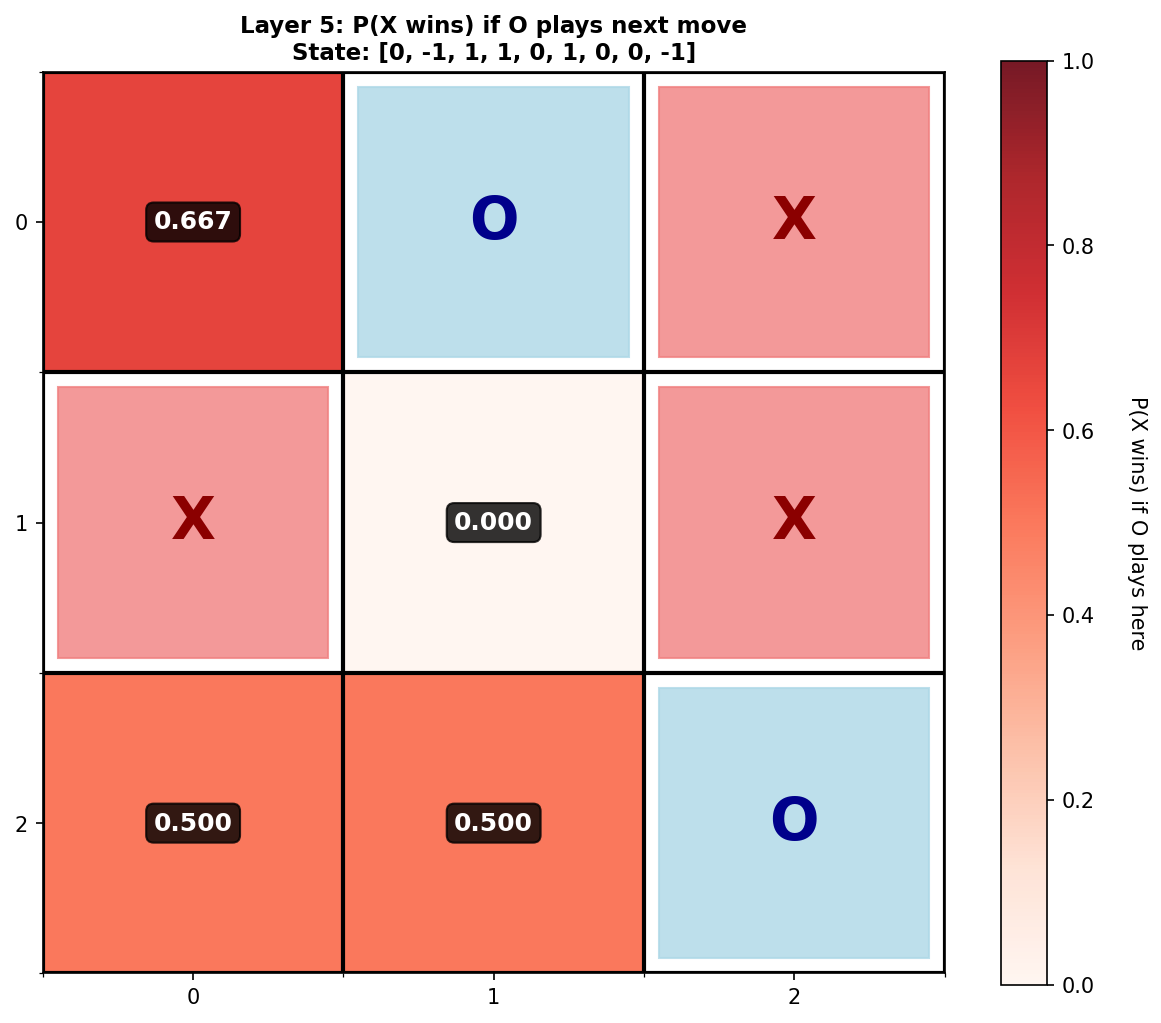 Layer 5: P(X wins) if O plays next move
State: [0, -1, 1, 1, 0, 1, 0, 0, -1]
0
0.667
O
X
1
X
0.000
X
2
0.500
0.500
O
0
1
2
1.0
0.8
0.6
0.4
0.2
0.0
P(X wins) if O plays here